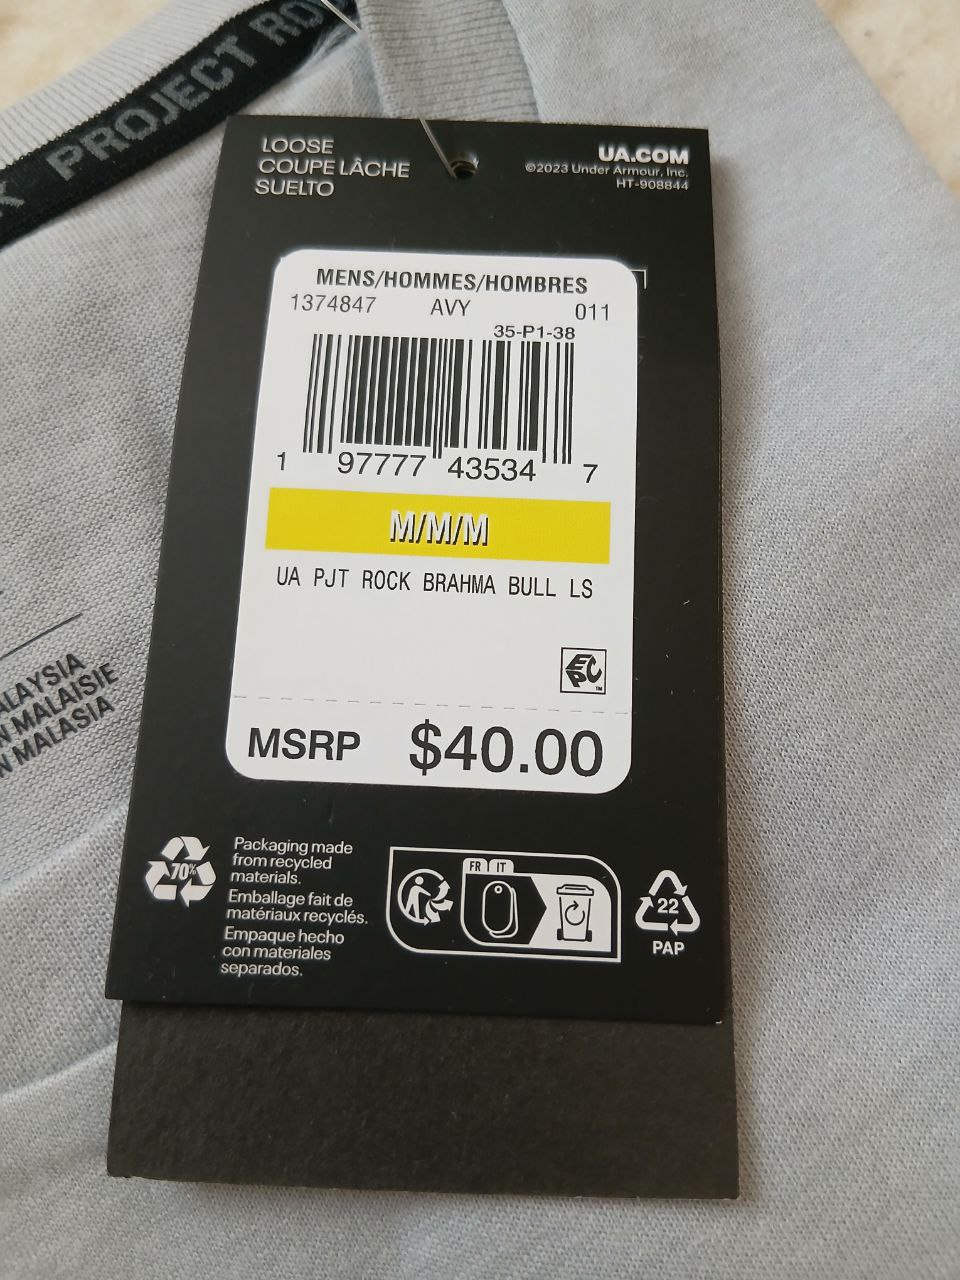 PROJECT RO
LOOSE
COUPE LÂCHE
SUELTO
UA.COM
©2023 Under Armour, Inc.
HT-908844
MENS/HOMMES/HOMBRES
1374847 AVY 011
35-P1-38
1 97777 43534 7
M/M/M
UA PJT ROCK BRAHMA BULL LS
EPC
™
MSRP $40.00
ALAYSIA
N MALAISIE
N MALASIA
70%
Packaging made
from recycled
materials.
Emballage fait de
matériaux recyclés.
Empaque hecho
con materiales
separados.
FR IT
22
PAP